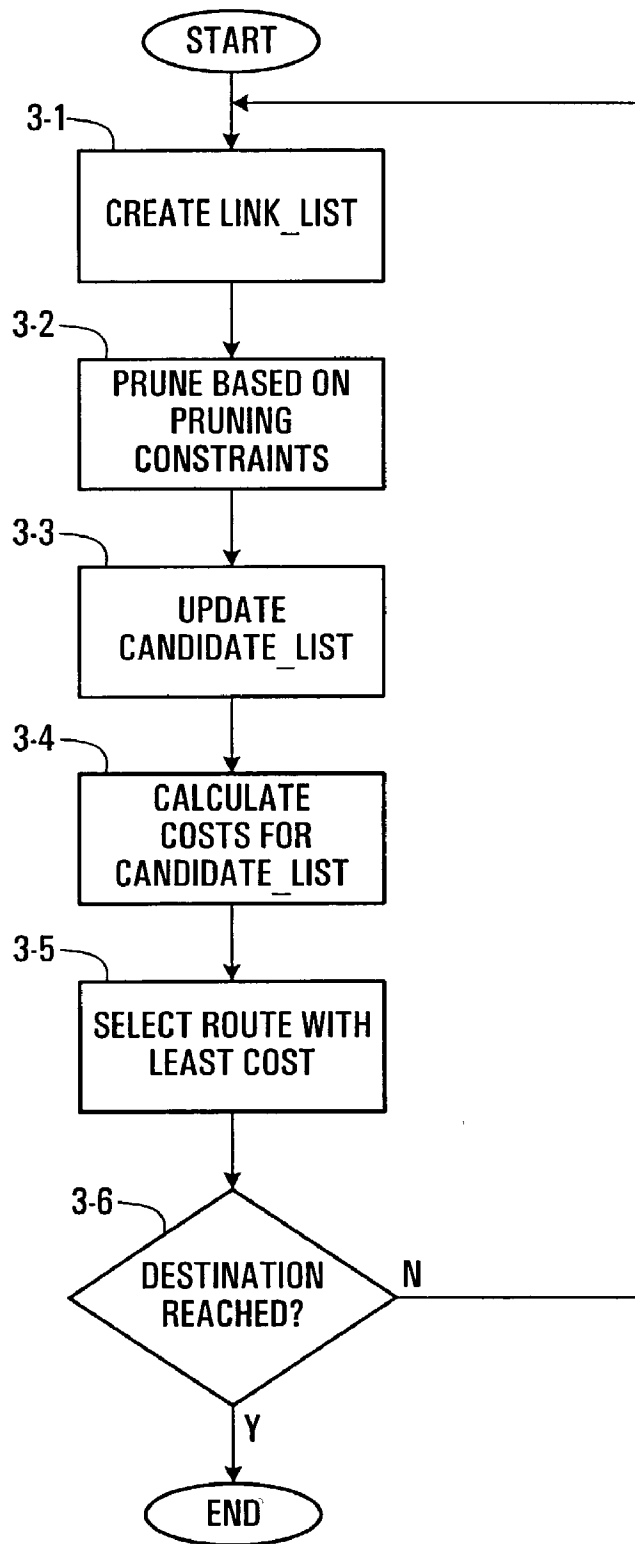 START
3-1
CREATE LINK_LIST
3-2
PRUNE BASED ON
PRUNING
CONSTRAINTS
3-3
UPDATE
CANDIDATE_LIST
3-4
CALCULATE
COSTS FOR
CANDIDATE_LIST
3-5
SELECT ROUTE WITH
LEAST COST
3-6
DESTINATION
REACHED?
N
Y
END